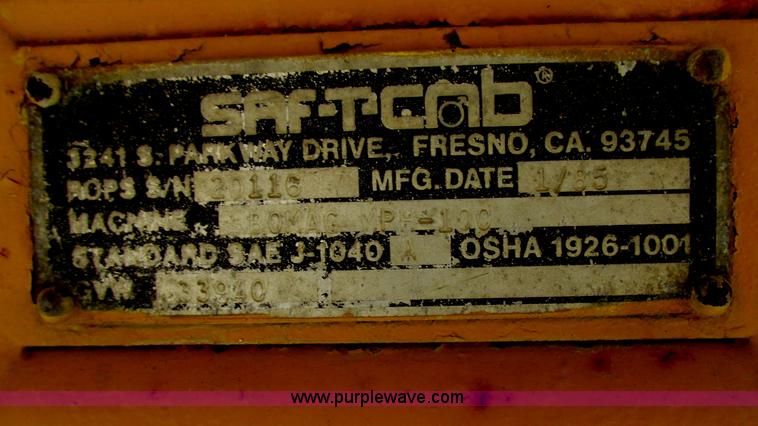 SAF-T-CAB ®
3241 S. PARKWAY DRIVE, FRESNO, CA. 93745
ROPS S/N 20116 MFG. DATE 1/85
MACHINE BOMAG MPH-100
STANDARD SAE J-1040 A OSHA 1926-1001
GVW 33940
www.purplewave.com